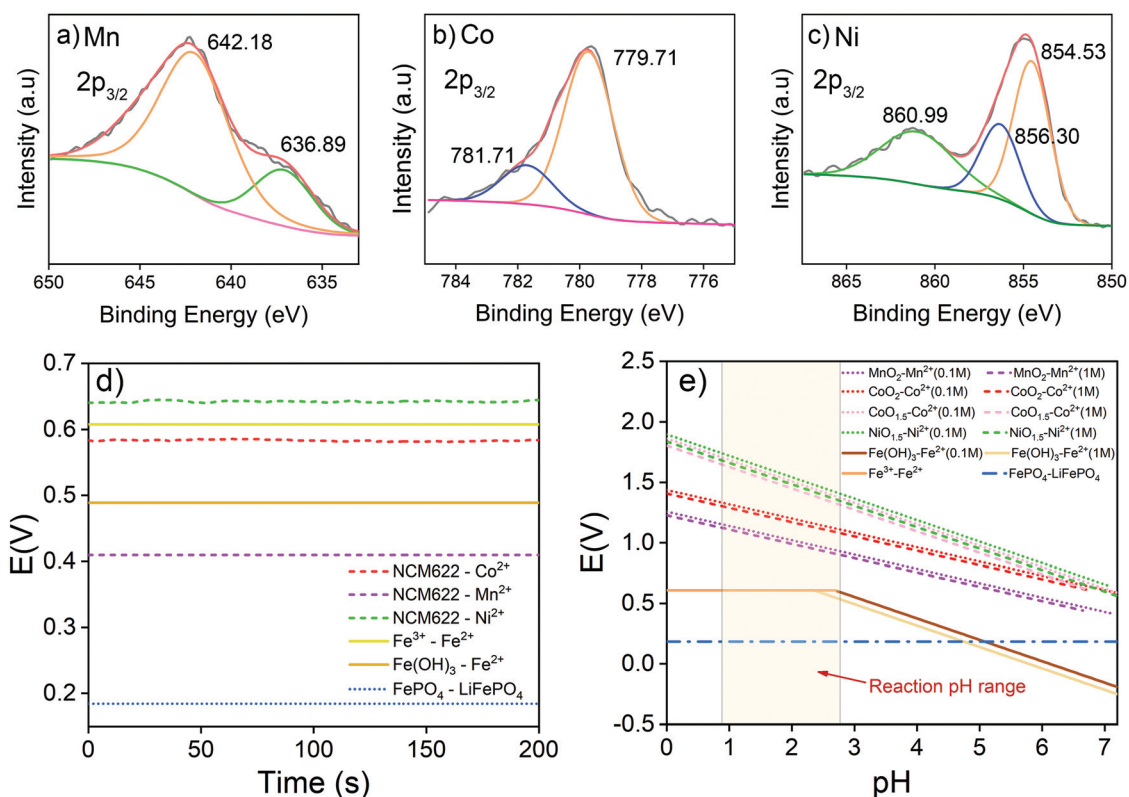 a) Mn
642.18
2p3/2
636.89
Intensity (a.u)
650 645 640 635
Binding Energy (eV)
b) Co
779.71
2p3/2
781.71
Intensity (a.u)
784 782 780 778 776
Binding Energy (eV)
c) Ni
854.53
2p3/2
860.99
856.30
Intensity (a.u)
865 860 855 850
Binding Energy (eV)
d)
E(V)
0.7
0.6
0.5
0.4
0.3
0.2
NCM622 - Co²⁺
NCM622 - Mn²⁺
NCM622 - Ni²⁺
Fe³⁺ - Fe²⁺
Fe(OH)₃ - Fe²⁺
FePO₄ - LiFePO₄
0 50 100 150 200
Time (s)
e)
E(V)
2.5
2.0
1.5
1.0
0.5
0.0
-0.5
MnO₂-Mn²⁺(0.1M) MnO₂-Mn²⁺(1M)
CoO₂-Co²⁺(0.1M) CoO₂-Co²⁺(1M)
CoO₁.₅-Co²⁺(0.1M) CoO₁.₅-Co²⁺(1M)
NiO₁.₅-Ni²⁺(0.1M) NiO₁.₅-Ni²⁺(1M)
Fe(OH)₃-Fe²⁺(0.1M) Fe(OH)₃-Fe²⁺(1M)
Fe³⁺-Fe²⁺ FePO₄-LiFePO₄
Reaction pH range
0 1 2 3 4 5 6 7
pH